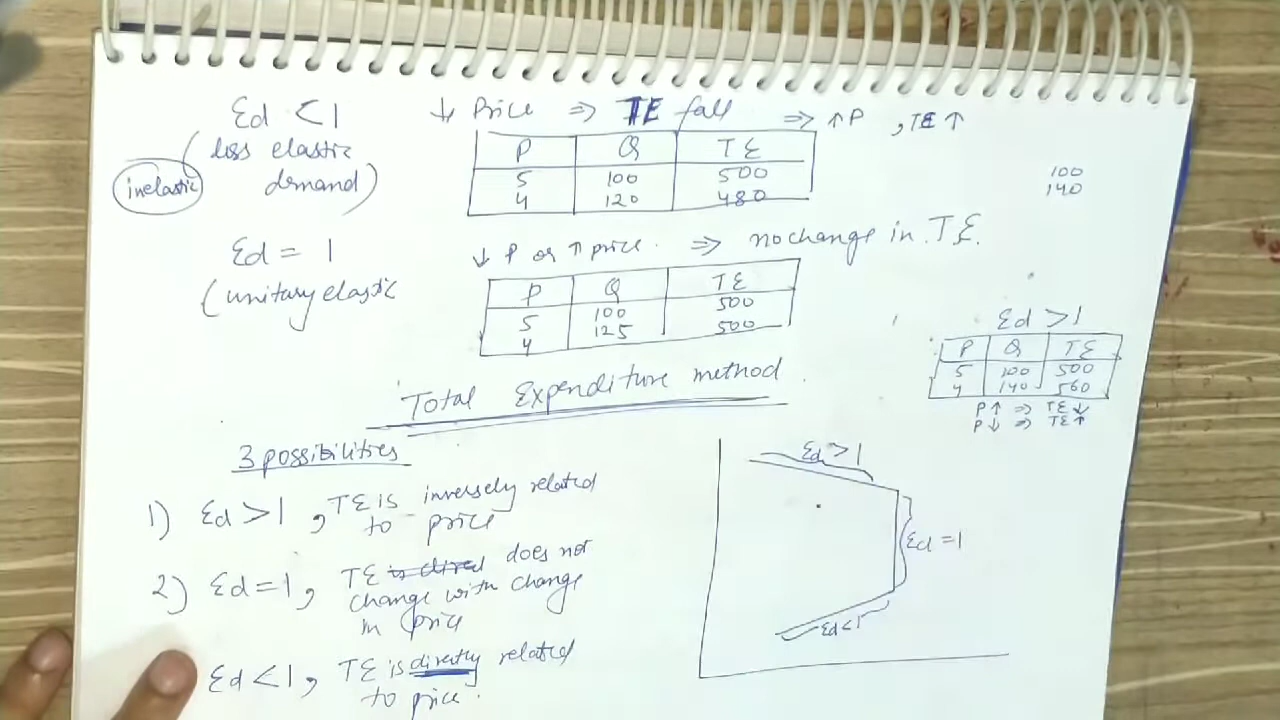 Ed < 1 ↓ Price ⇒ TE fall ⇒ ↑P , TE ↑
(less elastic
demand)
inelastic
P Q TE
5 100 500
4 120 480
100
140
Ed = 1 ↓ P or ↑ price. ⇒ no change in .TE.
(unitary elastic
P Q TE
5 100 500
4 125 500
Ed > 1
P Q TE
5 100 500
4 140 560
P↑ ⇒ TE↓
P↓ ⇒ TE↑
Total Expenditure method
3 possibilities
1) Ed > 1 , TE is inversely related
to price
2) Ed = 1 , TE is direct does not
change with change
in price
Ed < 1 , TE is directly related
to price.
Ed > 1
Ed = 1
Ed < 1